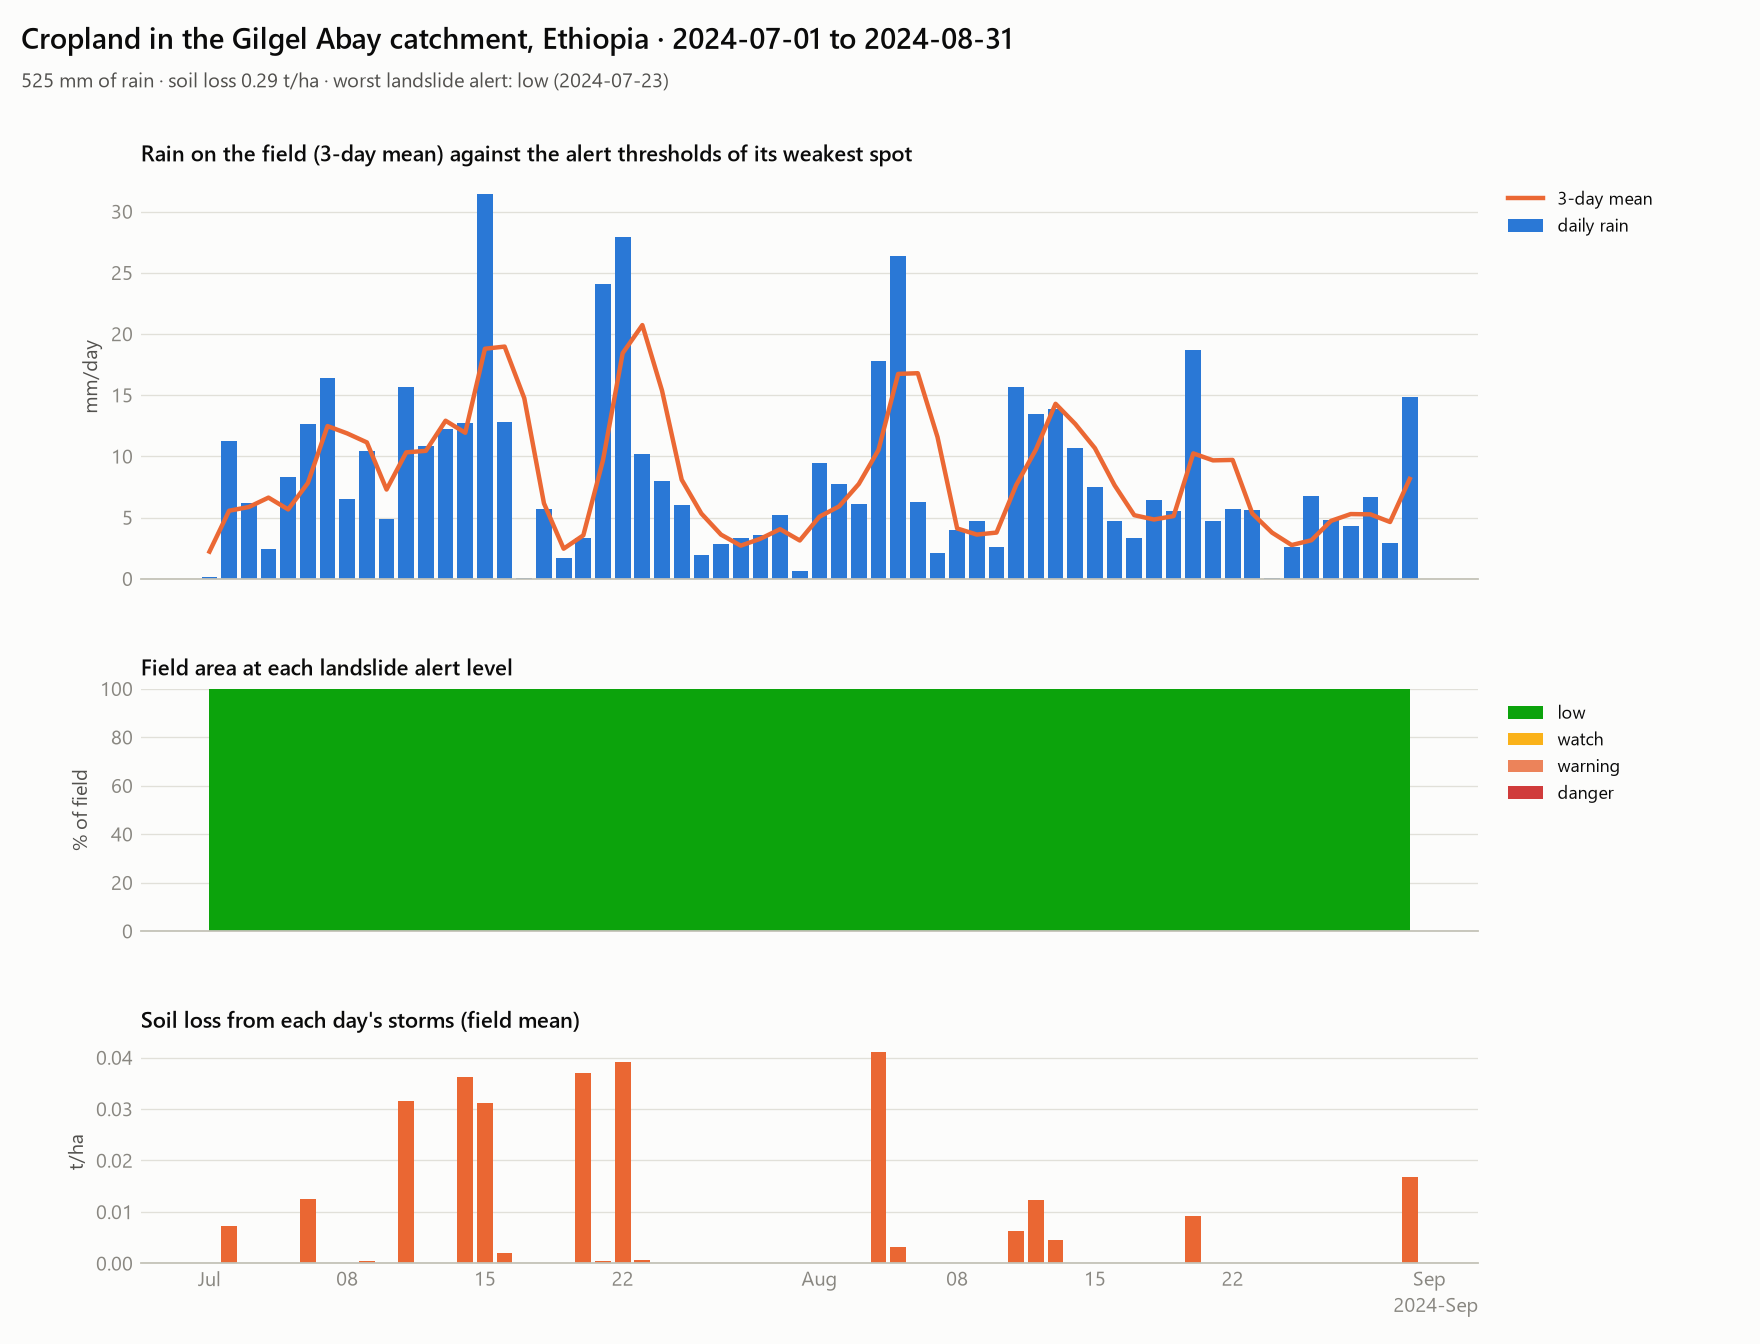 Cropland in the Gilgel Abay catchment, Ethiopia · 2024-07-01 to 2024-08-31
525 mm of rain · soil loss 0.29 t/ha · worst landslide alert: low (2024-07-23)
Rain on the field (3-day mean) against the alert thresholds of its weakest spot
30
25
20
15
10
5
0
mm/day
3-day mean
daily rain
Field area at each landslide alert level
100
80
60
40
20
0
% of field
low
watch
warning
danger
Soil loss from each day's storms (field mean)
0.04
0.03
0.02
0.01
0.00
t/ha
Jul 08 15 22 Aug 08 15 22 Sep
2024-Sep